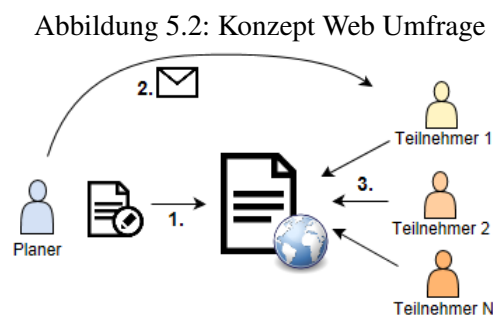 Abbildung 5.2: Konzept Web Umfrage
2.
Teilnehmer 1
1.
3.
Planer
Teilnehmer 2
Teilnehmer N